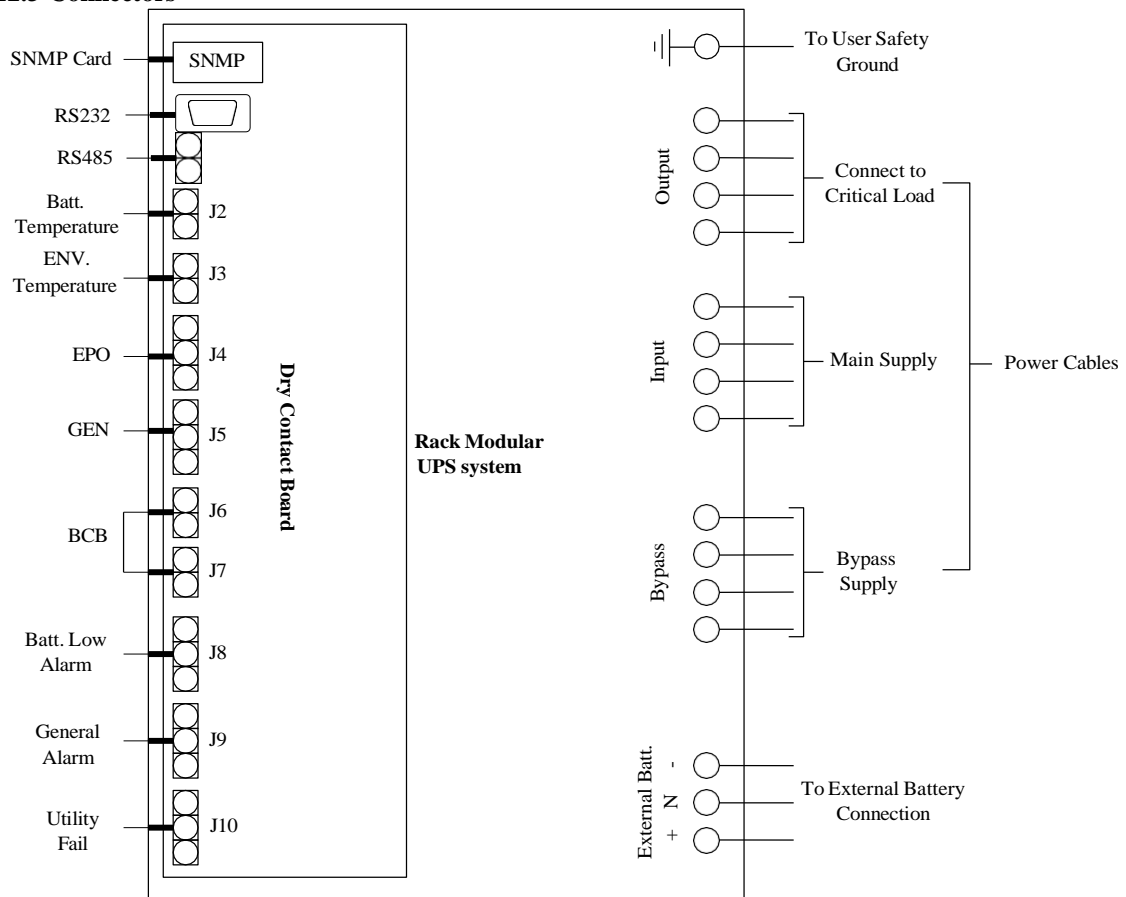 Connectors
SNMP Card
SNMP
RS232
RS485
Batt.
Temperature
J2
ENV.
Temperature
J3
EPO
J4
GEN
J5
BCB
J6
J7
Batt. Low
Alarm
J8
General
Alarm
J9
Utility
Fail
J10
Dry Contact Board
Rack Modular
UPS system
To User Safety
Ground
Output
Connect to
Critical Load
Input
Main Supply
Power Cables
Bypass
Bypass
Supply
External Batt.
-
N
+
To External Battery
Connection